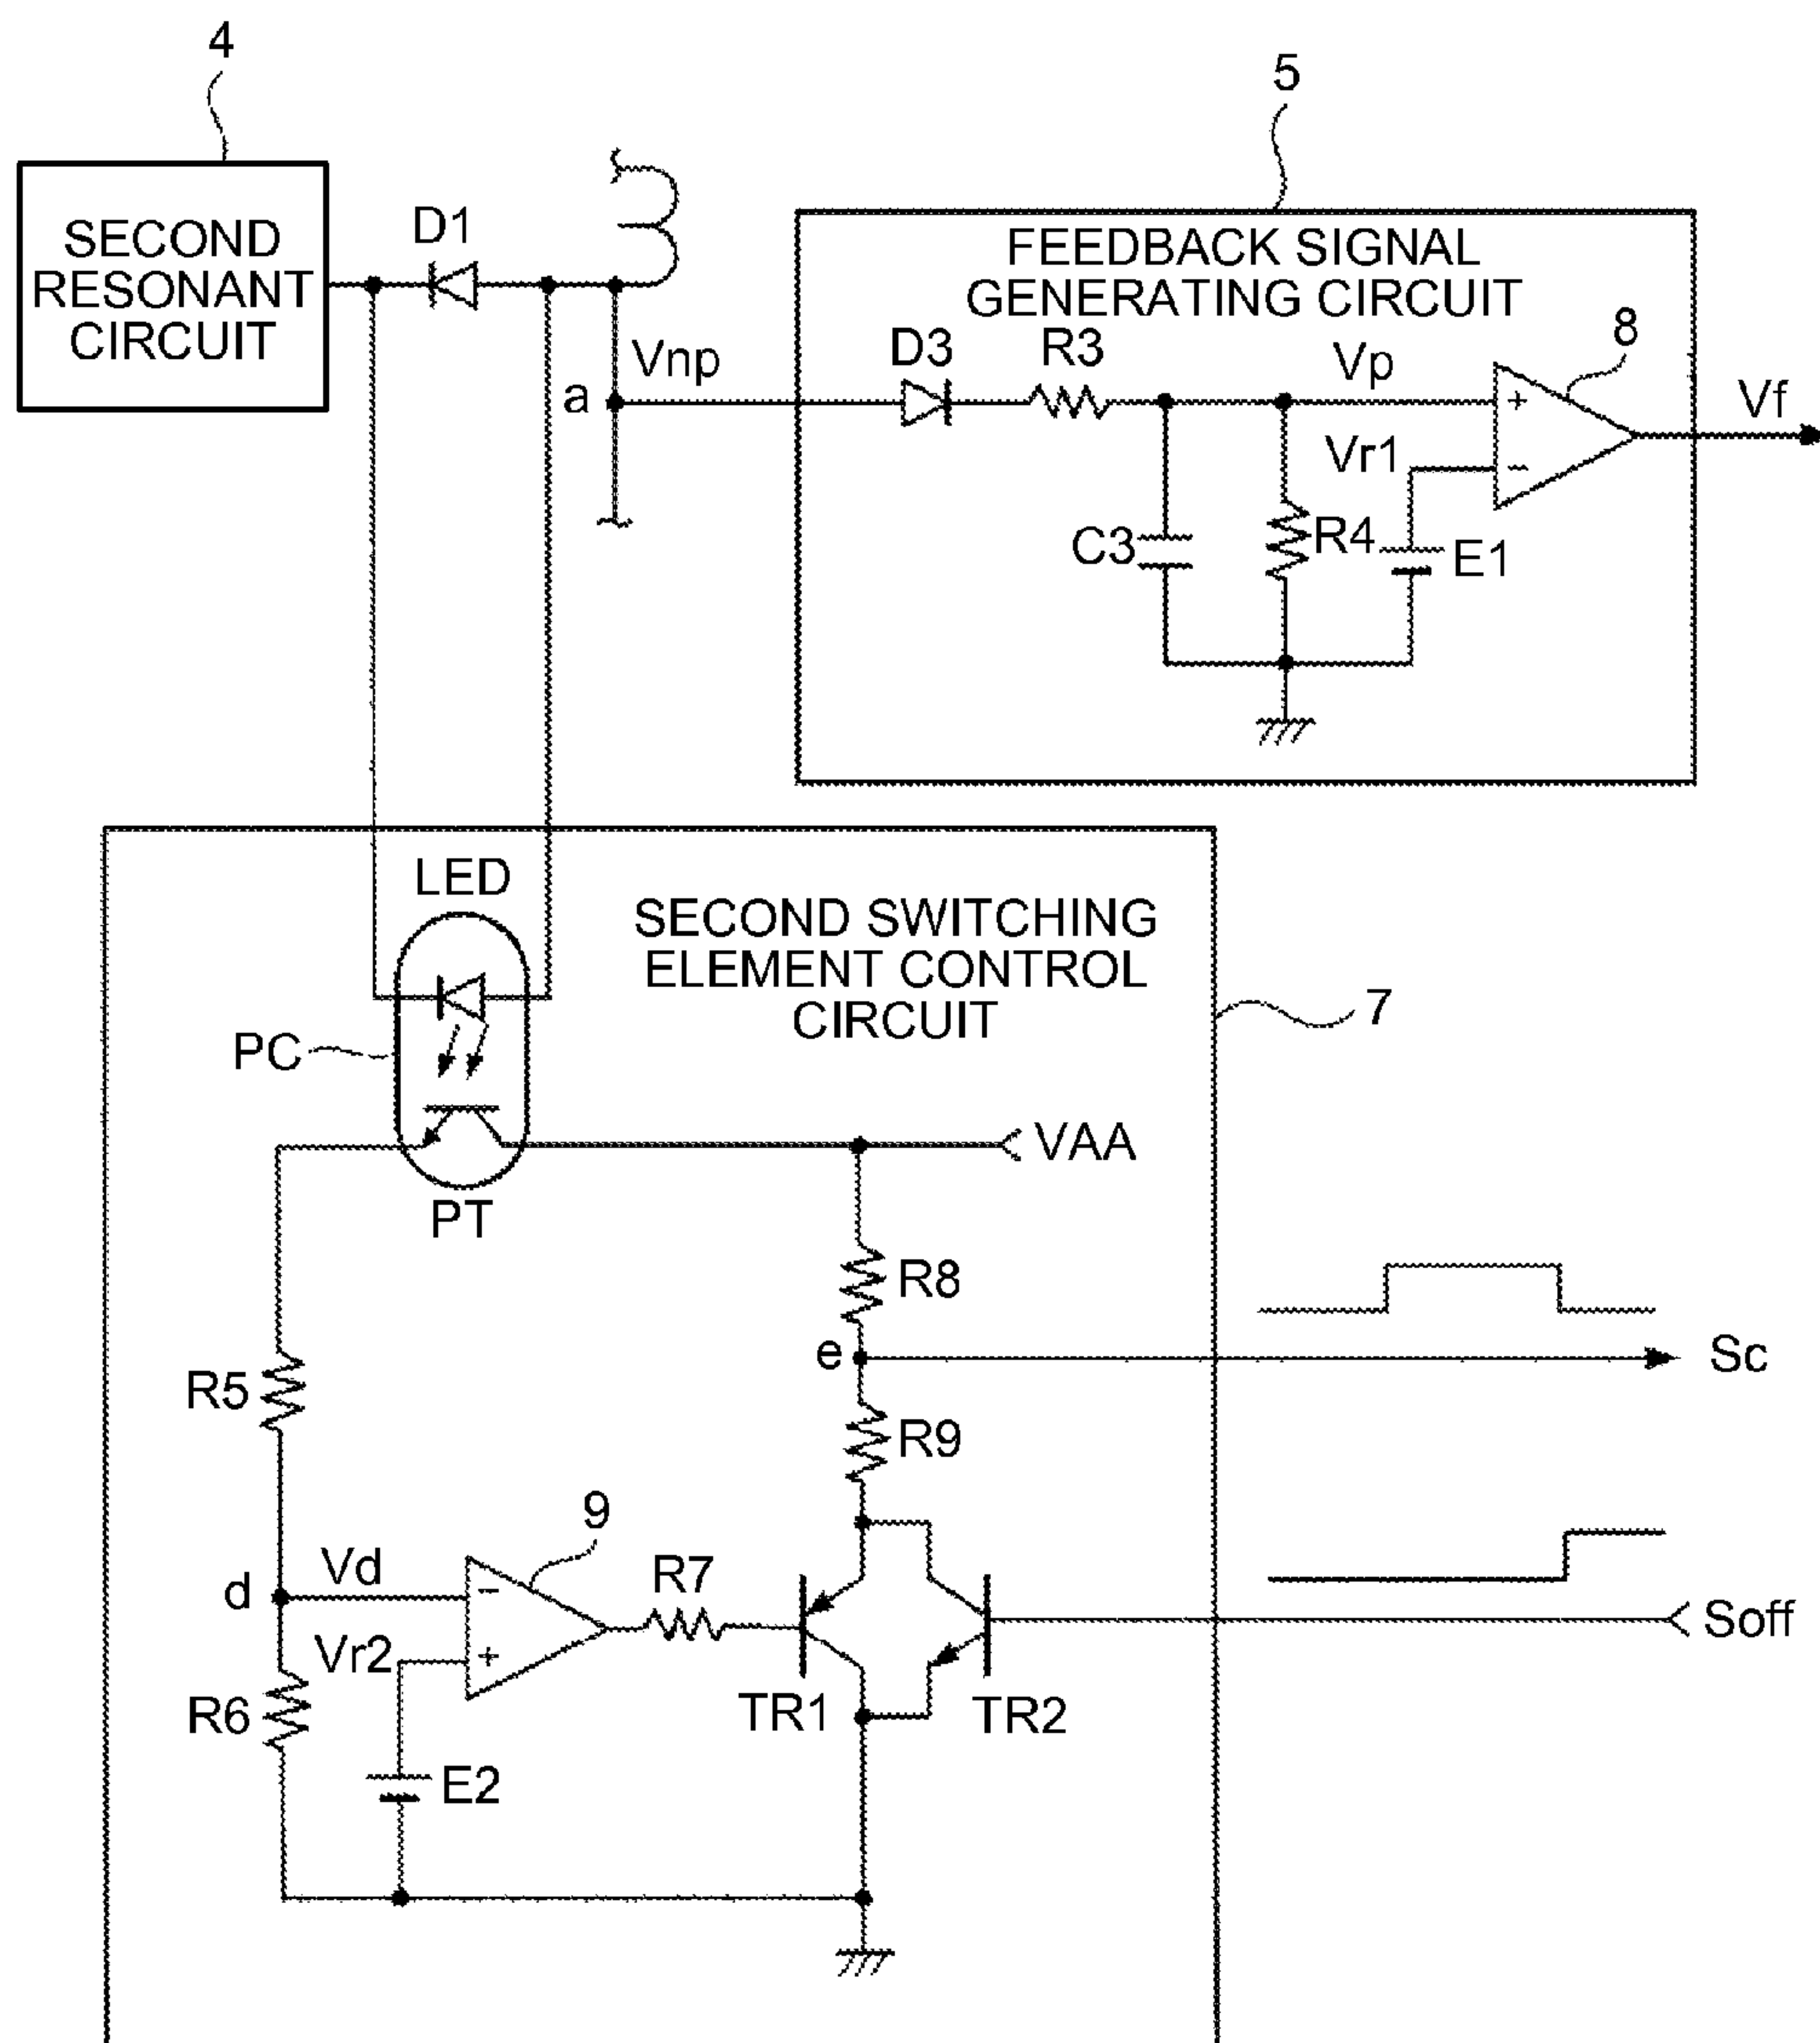 4
5
SECOND
RESONANT
CIRCUIT
D1
FEEDBACK SIGNAL
GENERATING CIRCUIT
8
Vnp
a
D3
R3
Vp
Vf
Vr1
C3
R4
E1
LED
SECOND SWITCHING
ELEMENT CONTROL
CIRCUIT
7
PC
VAA
PT
R8
e
Sc
R5
R9
9
d
Vd
R7
Soff
Vr2
R6
TR1
TR2
E2
+
−
−
+